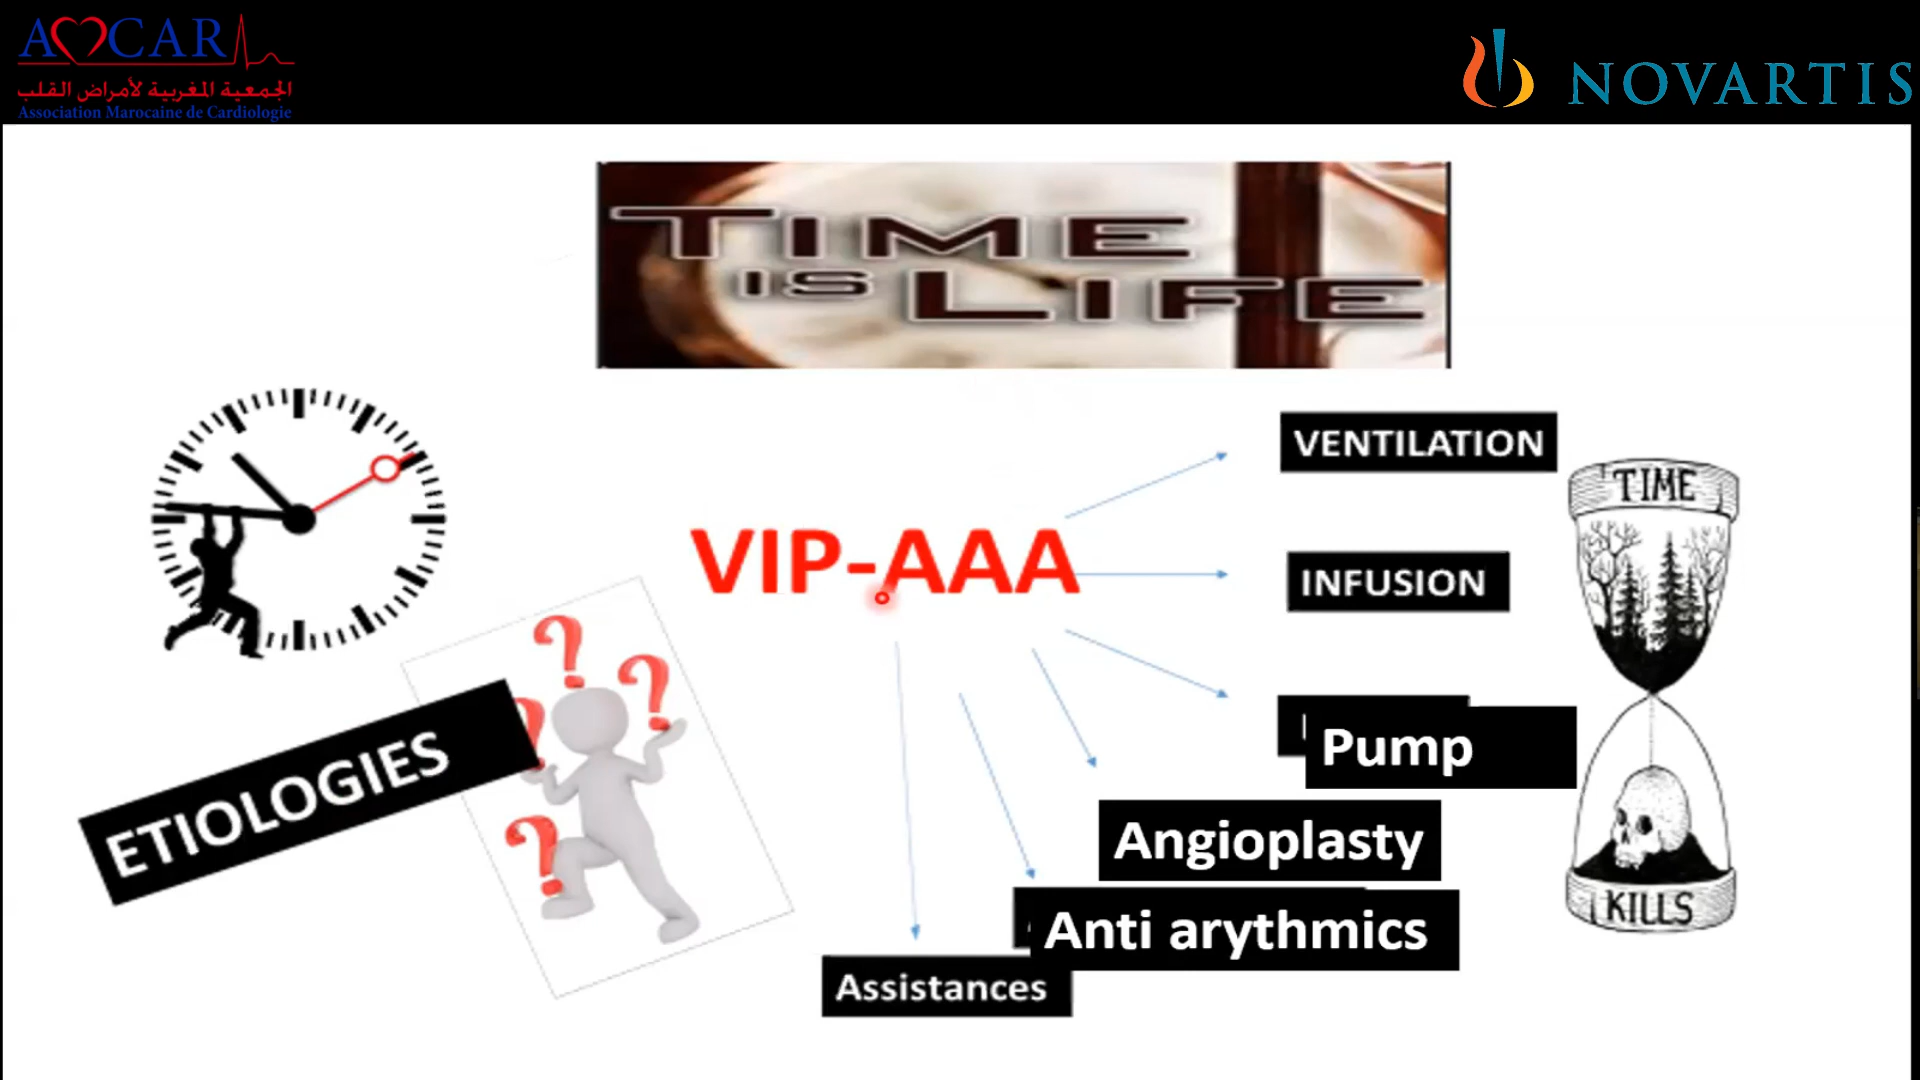 AMCAR
الجمعية المغربية لأمراض القلب
Association Marocaine de Cardiologie
NOVARTIS
TIME
IS LIFE
VENTILATION
TIME
VIP-AAA
INFUSION
? ? ? ?
Pump
ETIOLOGIES
Angioplasty
KILLS
Anti arythmics
Assistances